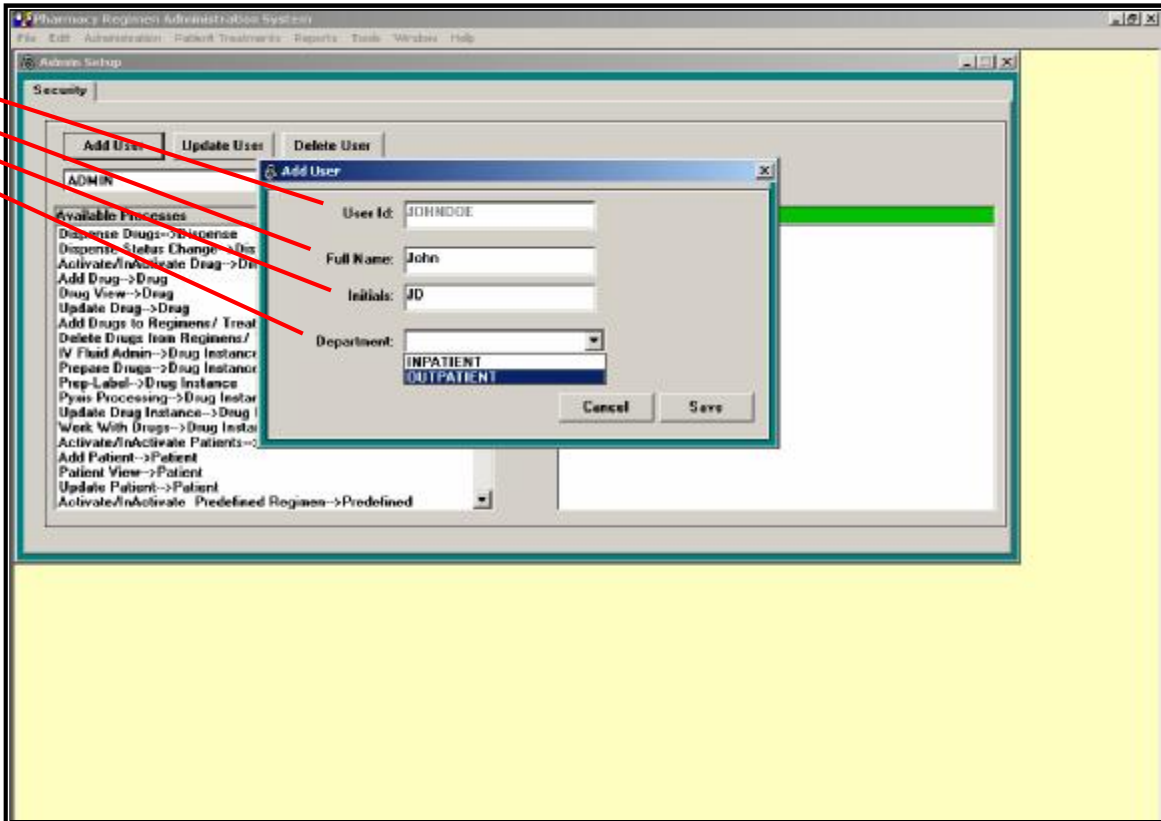 Pharmacy Regimen Administration System
File Edit Administration Patient Treatments Reports Tools Window Help
Admin Setup
Security
Add User Update User Delete User
ADMIN
Add User
User Id: JOHNDOE
Full Name: John
Initials: JD
Department:
INPATIENT
OUTPATIENT
Cancel Save
Available Processes
Dispense Drugs-->Dispense
Dispense Status Change-->Dis
Activate/InActivate Drug-->Dr
Add Drug-->Drug
Drug View-->Drug
Update Drug-->Drug
Add Drugs to Regimens/ Treat
Delete Drugs from Regimens/
IV Fluid Admin-->Drug Instance
Prepare Drugs-->Drug Instance
Prep-Label-->Drug Instance
Pyxis Processing-->Drug Instar
Update Drug Instance-->Drug I
Work With Drugs-->Drug Instar
Activate/InActivate Patients-->
Add Patient-->Patient
Patient View-->Patient
Update Patient-->Patient
Activate/InActivate Predefined Regimen-->Predefined